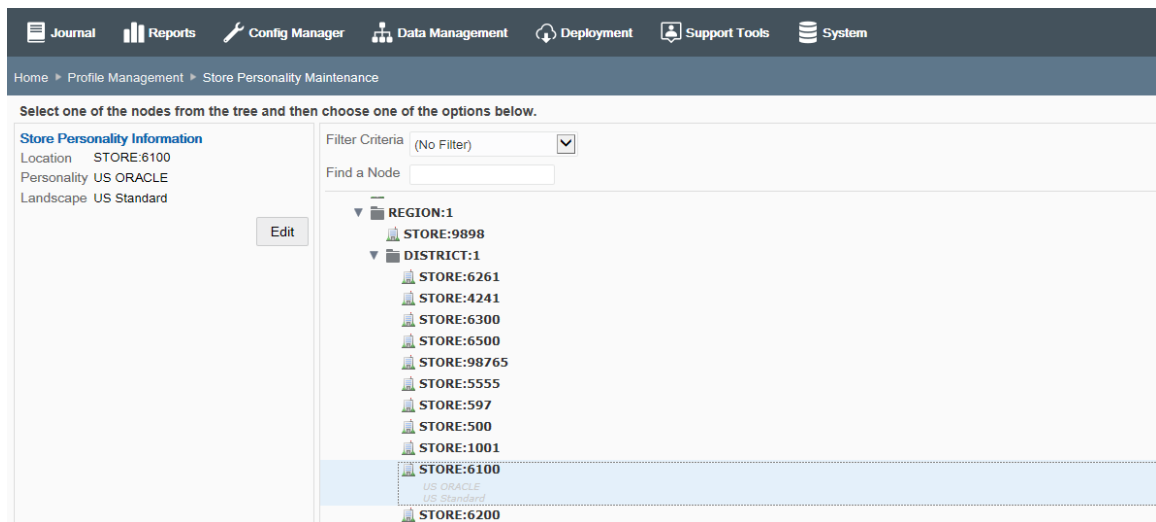 Journal Reports Config Manager Data Management Deployment Support Tools System
Home Profile Management Store Personality Maintenance
Select one of the nodes from the tree and then choose one of the options below.
Store Personality Information
Location STORE:6100
Personality US ORACLE
Landscape US Standard
Edit
Filter Criteria (No Filter)
Find a Node
REGION:1
STORE:9898
DISTRICT:1
STORE:6261
STORE:4241
STORE:6300
STORE:6500
STORE:98765
STORE:5555
STORE:597
STORE:500
STORE:1001
STORE:6100
US ORACLE
US Standard
STORE:6200